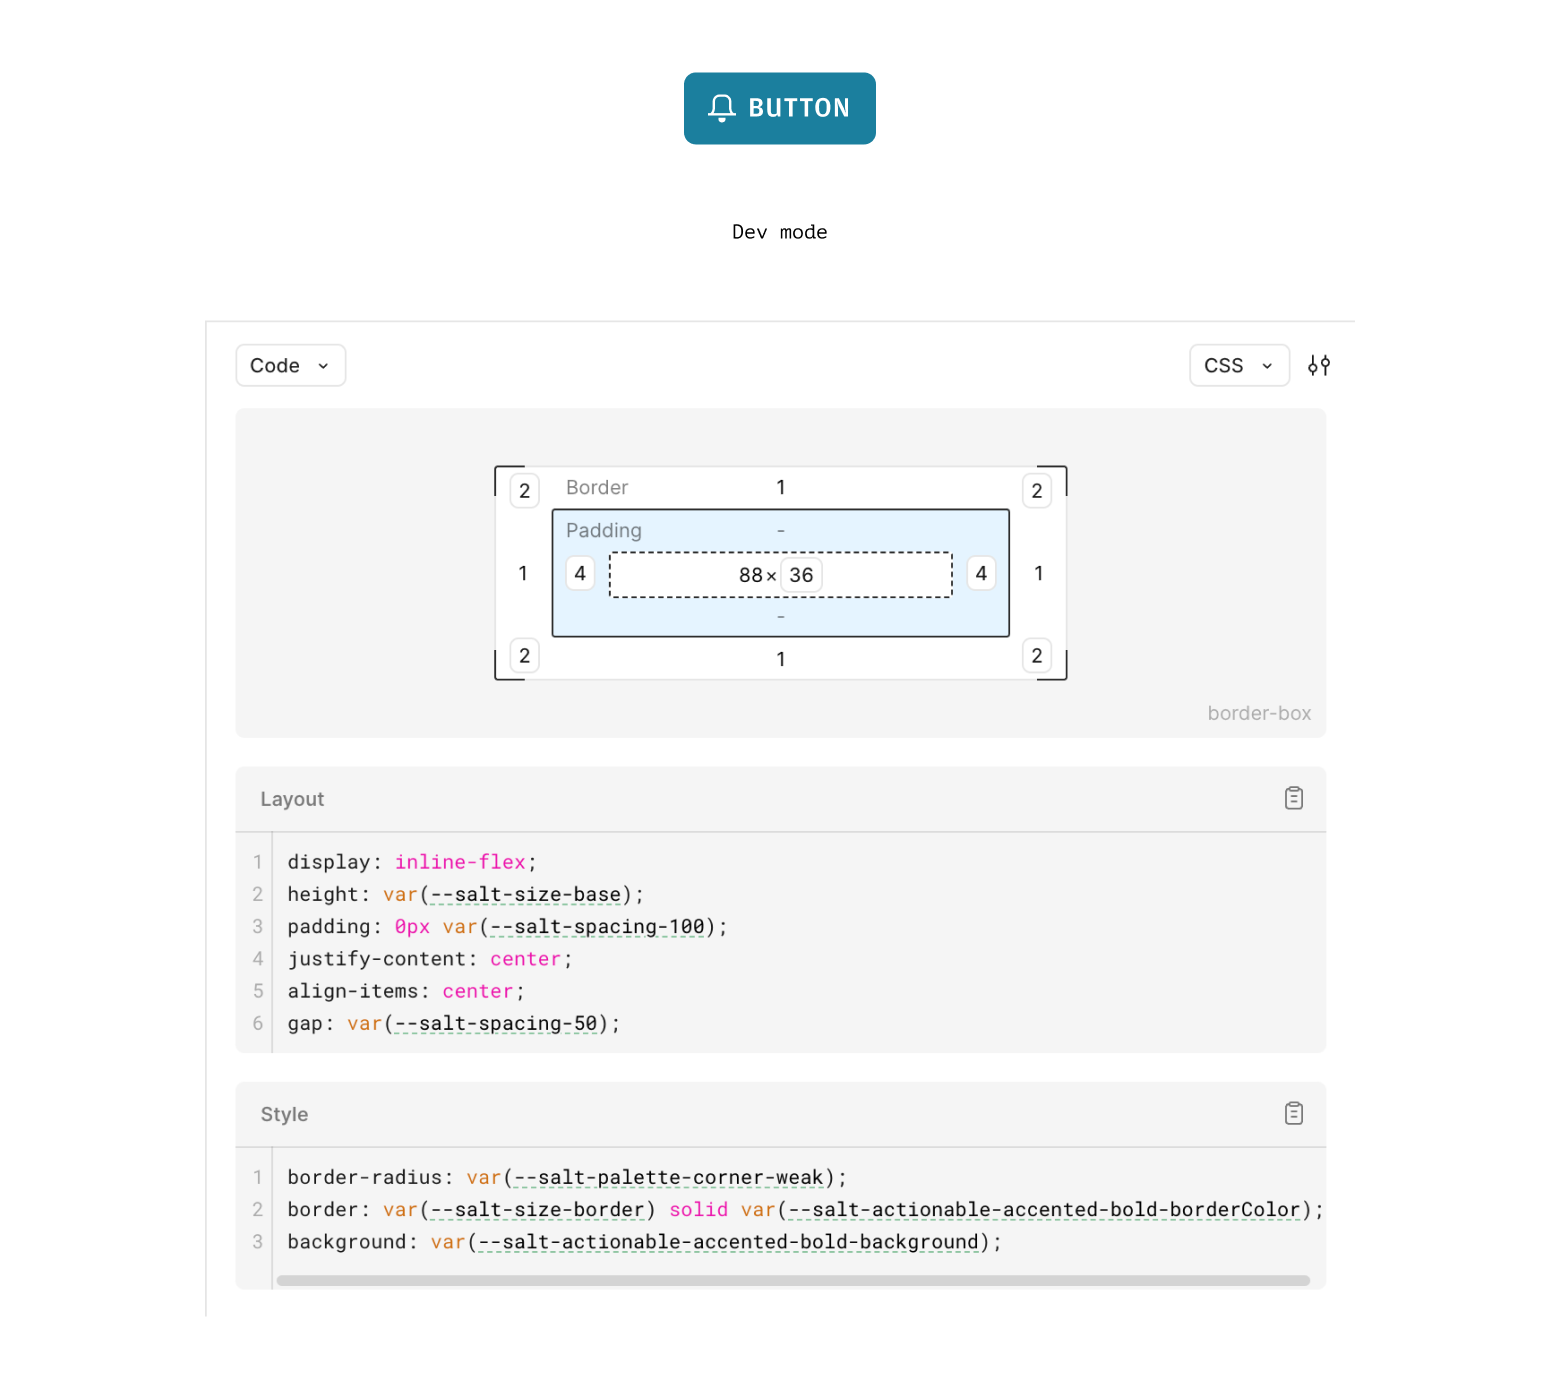 BUTTON
Dev mode
Code
CSS
2 Border 1 2
Padding -
1 4 88× 36 4 1
-
2 1 2
border-box
Layout
1 display: inline-flex;
2 height: var(--salt-size-base);
3 padding: 0px var(--salt-spacing-100);
4 justify-content: center;
5 align-items: center;
6 gap: var(--salt-spacing-50);
Style
1 border-radius: var(--salt-palette-corner-weak);
2 border: var(--salt-size-border) solid var(--salt-actionable-accented-bold-borderColor);
3 background: var(--salt-actionable-accented-bold-background);